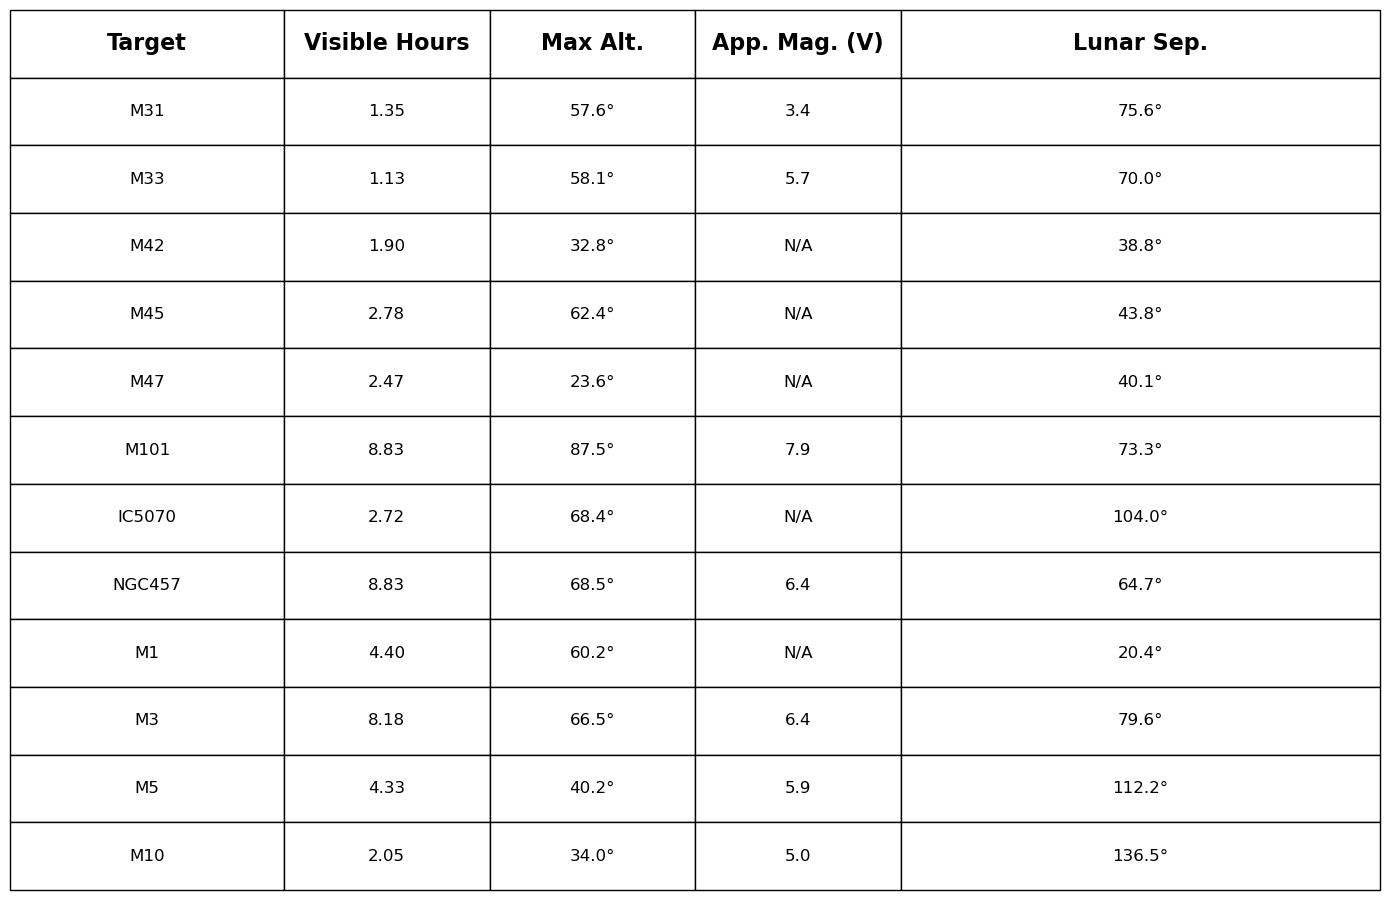 Target Visible Hours Max Alt. App. Mag. (V) Lunar Sep.
M31 1.35 57.6° 3.4 75.6°
M33 1.13 58.1° 5.7 70.0°
M42 1.90 32.8° N/A 38.8°
M45 2.78 62.4° N/A 43.8°
M47 2.47 23.6° N/A 40.1°
M101 8.83 87.5° 7.9 73.3°
IC5070 2.72 68.4° N/A 104.0°
NGC457 8.83 68.5° 6.4 64.7°
M1 4.40 60.2° N/A 20.4°
M3 8.18 66.5° 6.4 79.6°
M5 4.33 40.2° 5.9 112.2°
M10 2.05 34.0° 5.0 136.5°